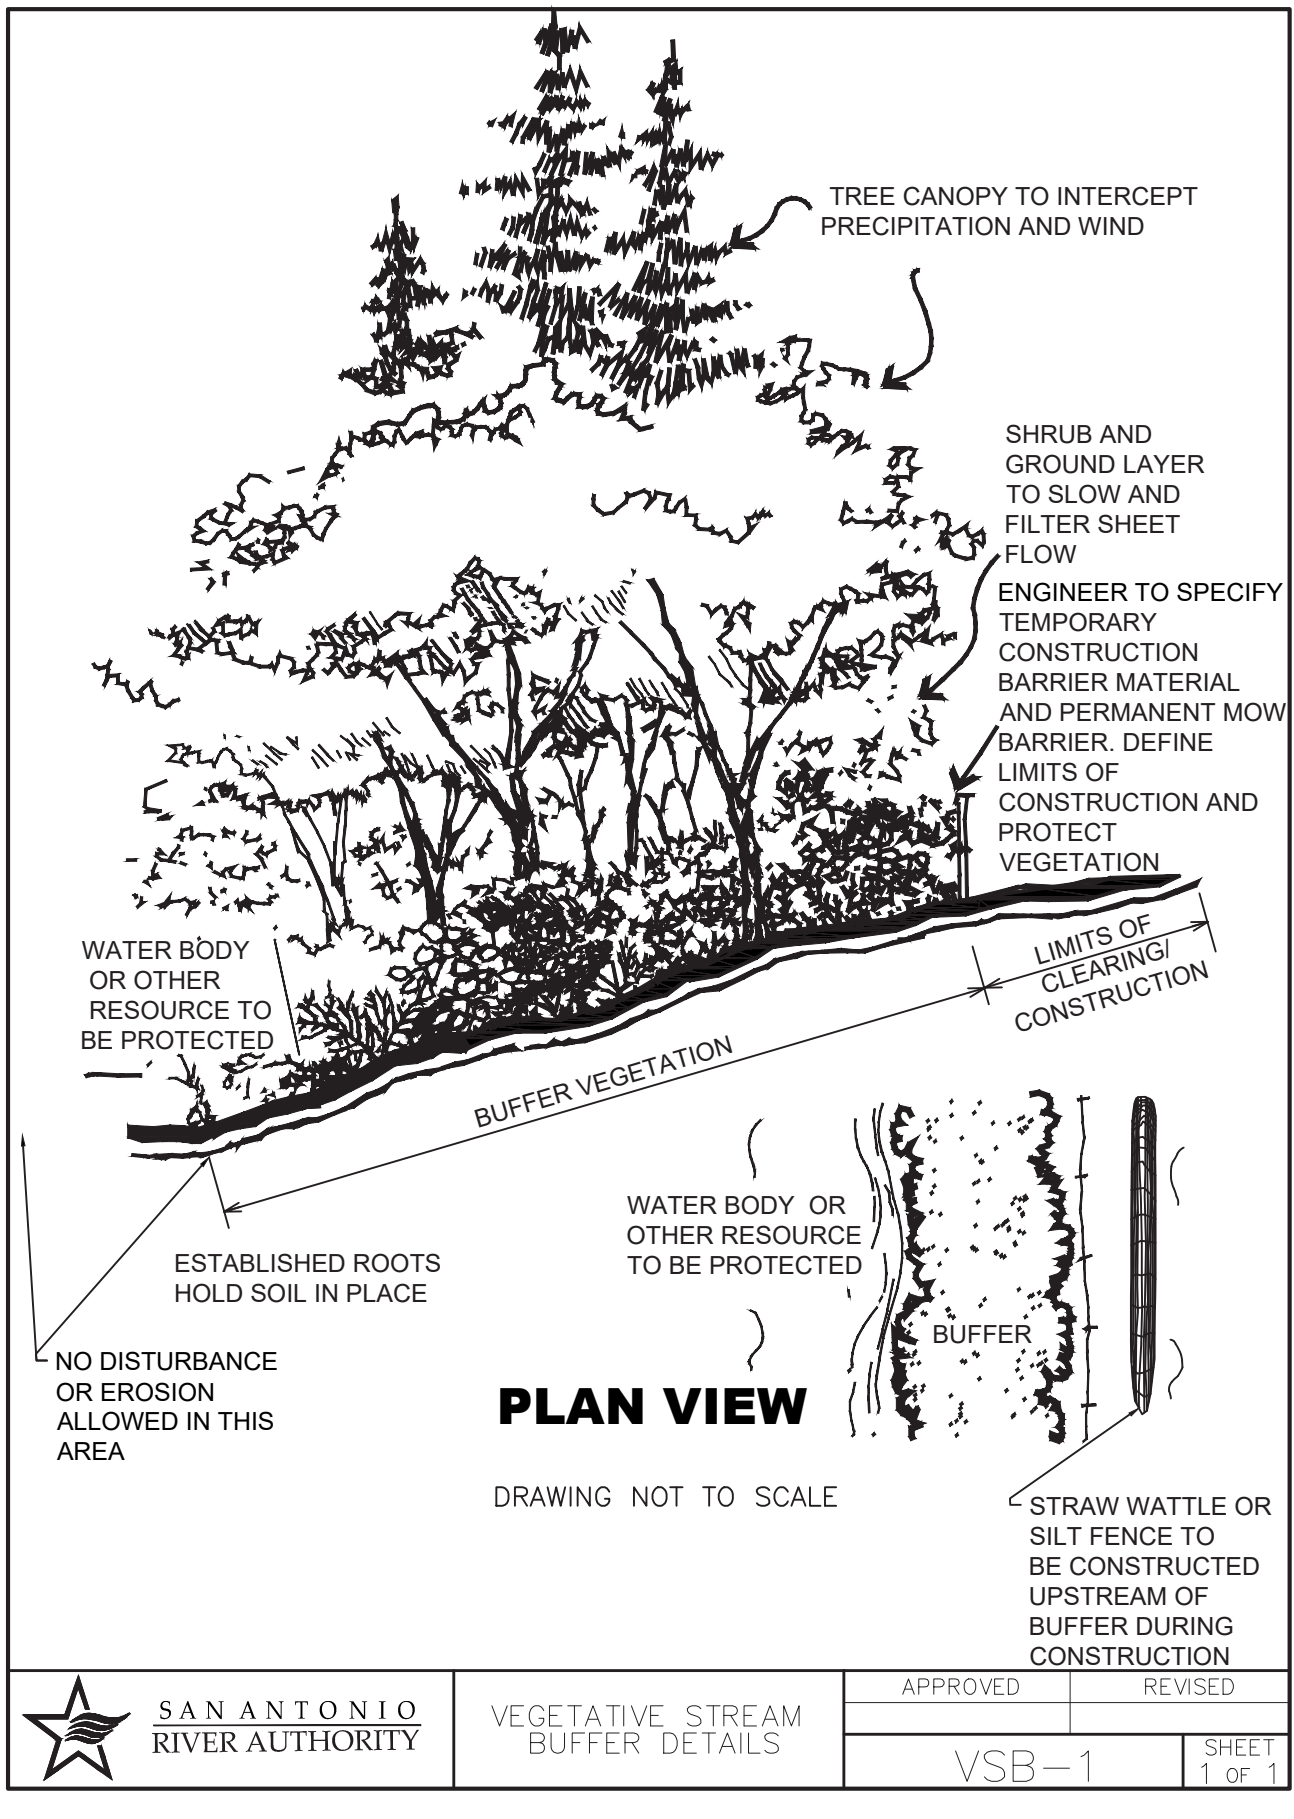 TREE CANOPY TO INTERCEPT
PRECIPITATION AND WIND
SHRUB AND
GROUND LAYER
TO SLOW AND
FILTER SHEET
FLOW
ENGINEER TO SPECIFY
TEMPORARY
CONSTRUCTION
BARRIER MATERIAL
AND PERMANENT MOW
BARRIER. DEFINE
LIMITS OF
CONSTRUCTION AND
PROTECT
VEGETATION
WATER BODY
OR OTHER
RESOURCE TO
BE PROTECTED
LIMITS OF
CLEARING/
CONSTRUCTION
BUFFER VEGETATION
ESTABLISHED ROOTS
HOLD SOIL IN PLACE
NO DISTURBANCE
OR EROSION
ALLOWED IN THIS
AREA
WATER BODY OR
OTHER RESOURCE
TO BE PROTECTED
BUFFER
PLAN VIEW
DRAWING NOT TO SCALE
STRAW WATTLE OR
SILT FENCE TO
BE CONSTRUCTED
UPSTREAM OF
BUFFER DURING
CONSTRUCTION
SAN ANTONIO
RIVER AUTHORITY
VEGETATIVE STREAM
BUFFER DETAILS
APPROVED
REVISED
VSB-1
SHEET
1 OF 1